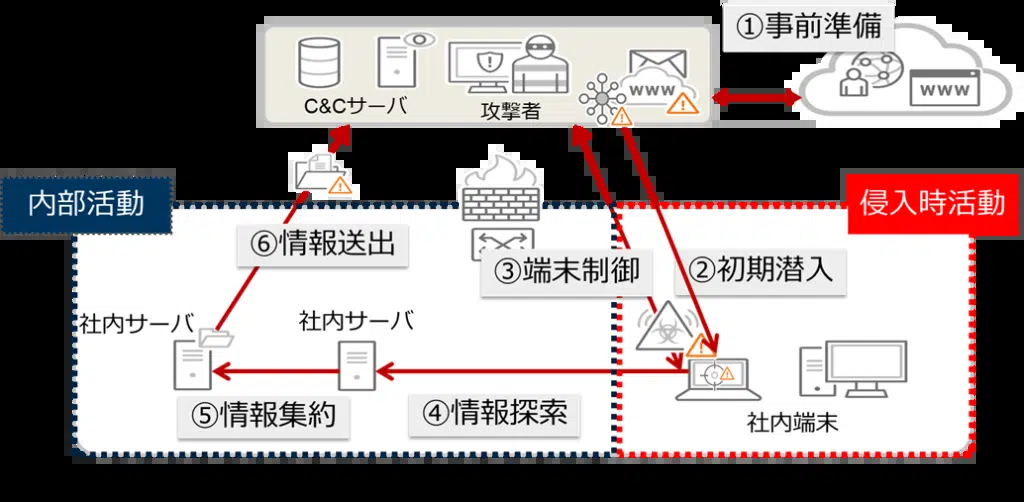 ①事前準備
C&Cサーバ
攻撃者
WWW
WWW
内部活動
侵入時活動
⑥情報送出
③端末制御
②初期潜入
社内サーバ
社内サーバ
⑤情報集約
④情報探索
社内端末